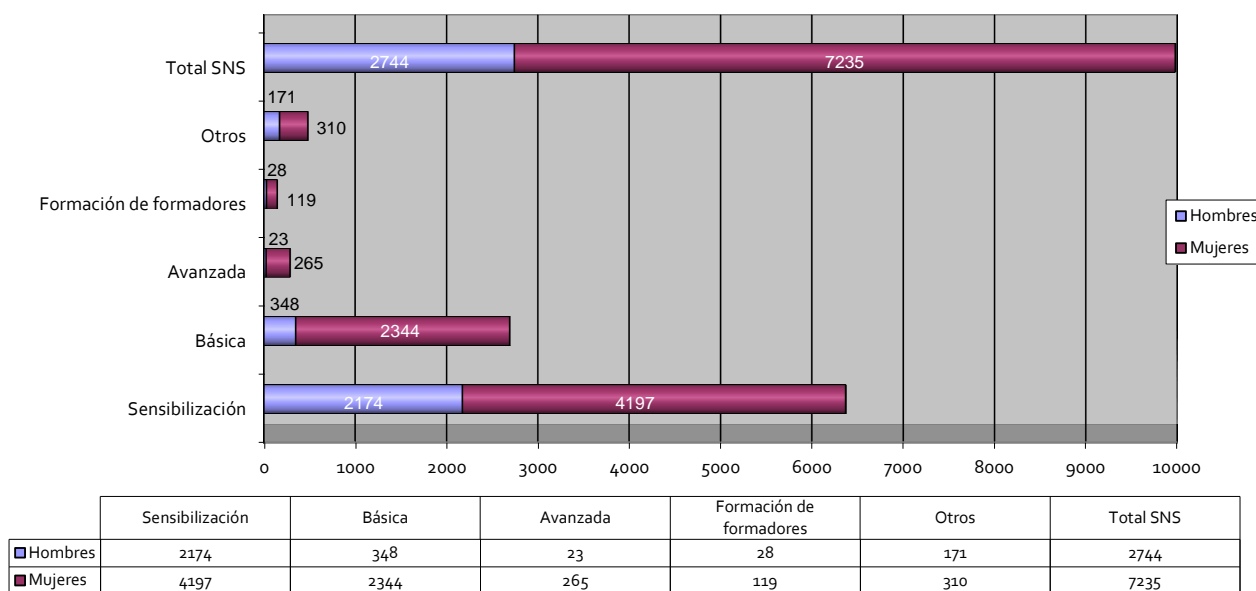 Total SNS
2744
7235
171
Otros
310
28
Formación de formadores
119
23
Avanzada
265
348
Básica
2344
Sensibilización
2174
4197
Hombres
Mujeres
0 1000 2000 3000 4000 5000 6000 7000 8000 9000 10000
Sensibilización Básica Avanzada Formación de formadores Otros Total SNS
Hombres 2174 348 23 28 171 2744
Mujeres 4197 2344 265 119 310 7235